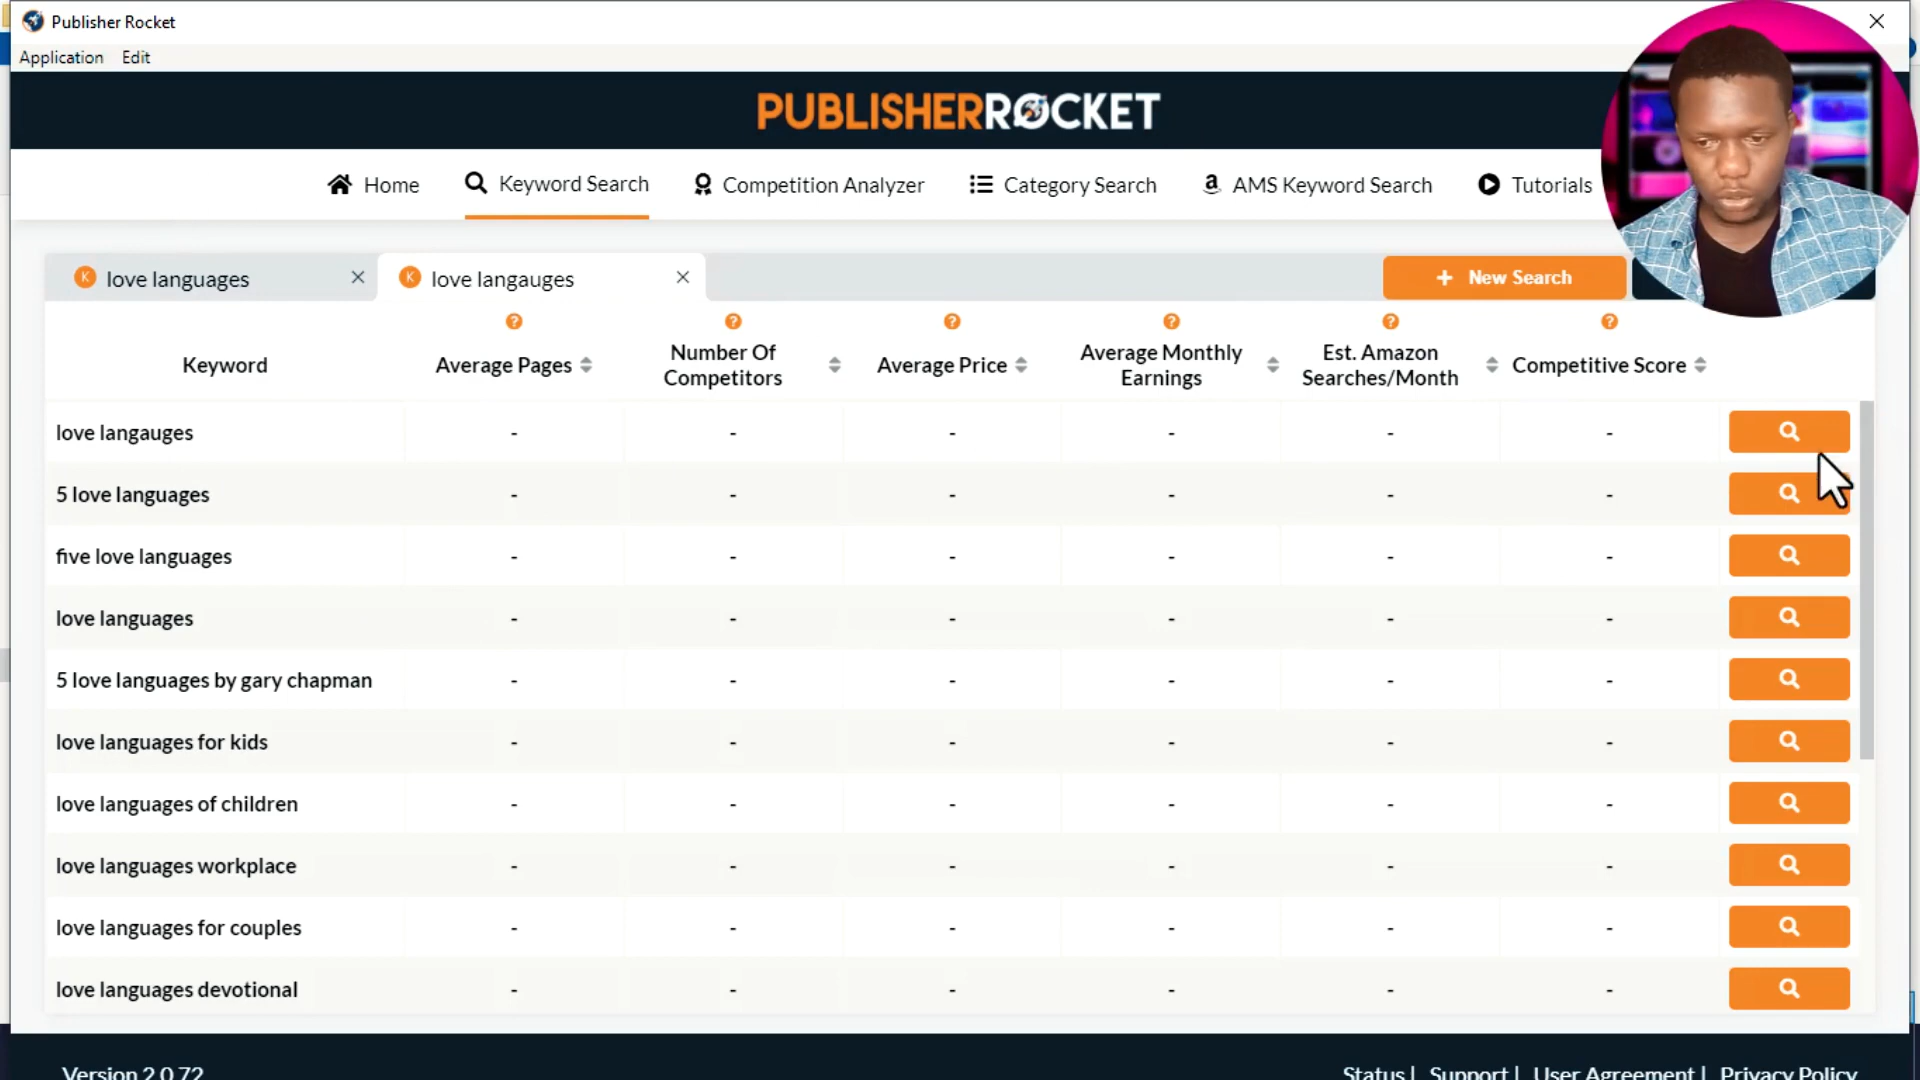 Publisher Rocket
Application Edit
PUBLISHERROCKET
Home Keyword Search Competition Analyzer Category Search AMS Keyword Search Tutorials
K love languages × K love langauges × + New Search
? ? ? ? ? ?
Keyword Average Pages Number Of Competitors Average Price Average Monthly Earnings Est. Amazon Searches/Month Competitive Score
love langauges - - - - - -
5 love languages - - - - - -
five love languages - - - - - -
love languages - - - - - -
5 love languages by gary chapman - - - - - -
love languages for kids - - - - - -
love languages of children - - - - - -
love languages workplace - - - - - -
love languages for couples - - - - - -
love languages devotional - - - - - -
Version 2.0.72 Status | Support | User Agreement | Privacy Policy